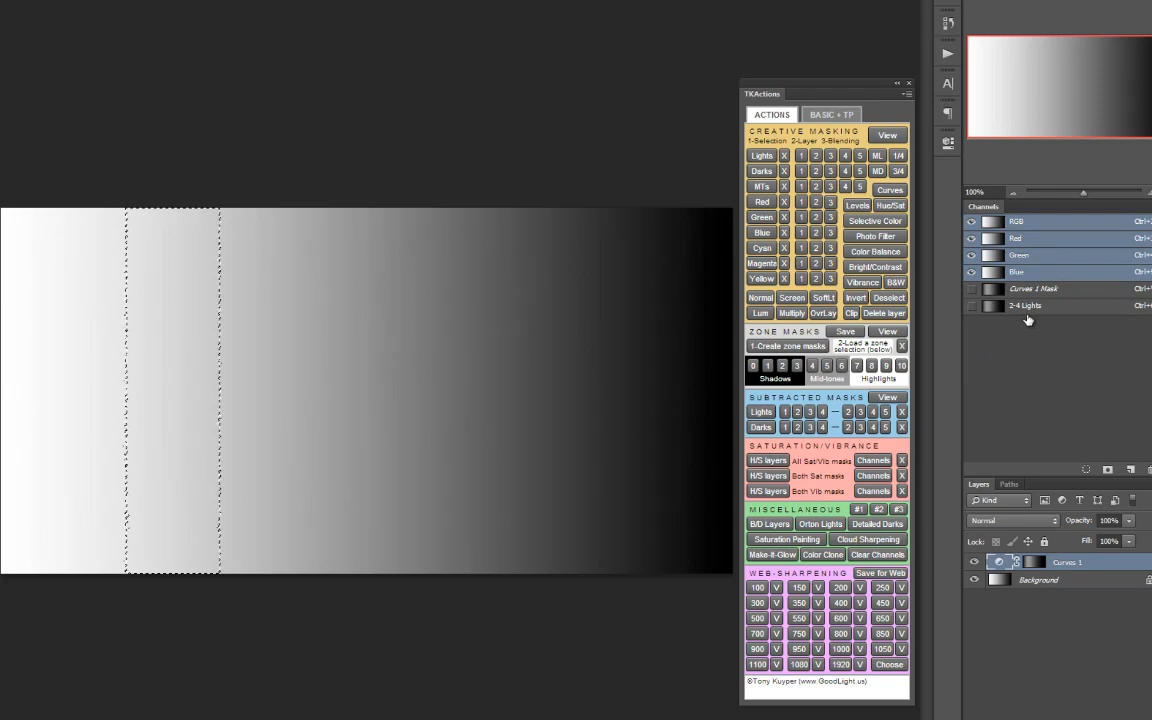 TKActions
ACTIONS BASIC + TP
CREATIVE MASKING View
1-Selection 2-Layer 3-Blending
Lights X 1 2 3 4 5 ML 1/4
Darks X 1 2 3 4 5 MD 3/4
MTs X 1 2 3 4 5 Curves
Red X 1 2 3 Levels Hue/Sat
Green X 1 2 3 Selective Color
Blue X 1 2 3 Photo Filter
Cyan X 1 2 3 Color Balance
Magenta X 1 2 3 Bright/Contrast
Yellow X 1 2 3 Vibrance B&W
Normal Screen SoftLt Invert Deselect
Lum Multiply OvrLay Clip Delete layer
ZONE MASKS Save View
1-Create zone masks 2-Load a zone selection (below) X
0 1 2 3 4 5 6 7 8 9 10
Shadows Mid-tones Highlights
SUBTRACTED MASKS View
Lights 1 2 3 4 — 2 3 4 5 X
Darks 1 2 3 4 — 2 3 4 5 X
SATURATION/VIBRANCE
H/S layers All Sat/Vib masks Channels X
H/S layers Both Sat masks Channels X
H/S layers Both Vib masks Channels X
MISCELLANEOUS #1 #2 #3
B/D Layers Orton Lights Detailed Darks
Saturation Painting Cloud Sharpening
Make-It-Glow Color Clone Clear Channels
WEB-SHARPENING Save for Web
100 V 150 V 200 V 250 V
300 V 350 V 400 V 450 V
500 V 550 V 600 V 650 V
700 V 750 V 800 V 850 V
900 V 950 V 1000 V 1050 V
1100 V 1080 V 1920 V Choose
©Tony Kuyper (www.GoodLight.us)
100%
Channels
RGB Ctrl+
Red Ctrl+
Green Ctrl+
Blue Ctrl+
Curves 1 Mask Ctrl+
2-4 Lights Ctrl+
Layers Paths
Kind
Normal Opacity: 100%
Lock: Fill: 100%
Curves 1
Background